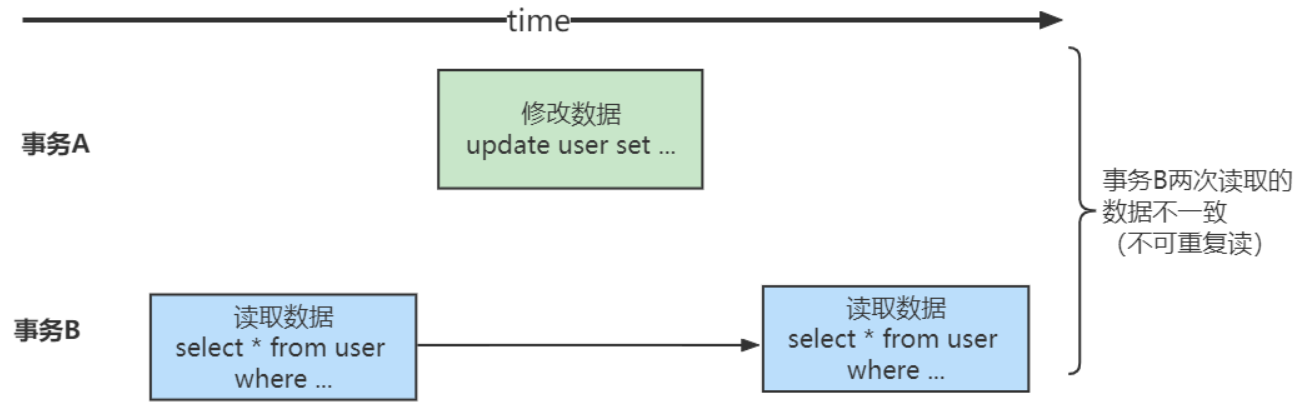 time
事务A
修改数据
update user set ...
事务B两次读取的
数据不一致
（不可重复读）
事务B
读取数据
select * from user
where ...
读取数据
select * from user
where ...